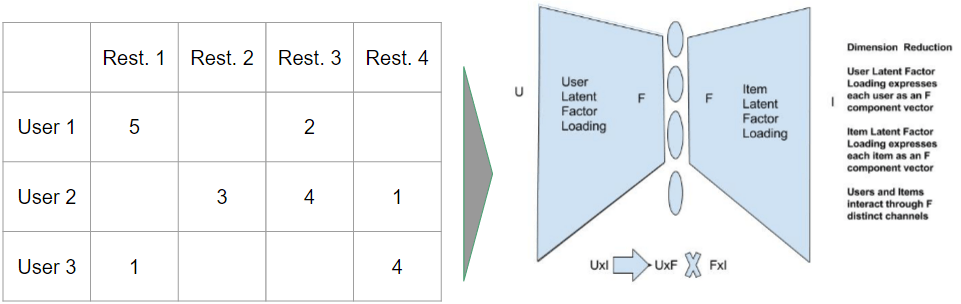 Rest. 1 Rest. 2 Rest. 3 Rest. 4
User 1 5 2
User 2 3 4 1
User 3 1 4
U
User
Latent
Factor
Loading
F
F
Item
Latent
Factor
Loading
I
UxI UxF FxI
Dimension Reduction
User Latent Factor
Loading expresses
each user as an F
component vector
Item Latent Factor
Loading expresses
each item as an F
component vector
Users and Items
interact through F
distinct channels